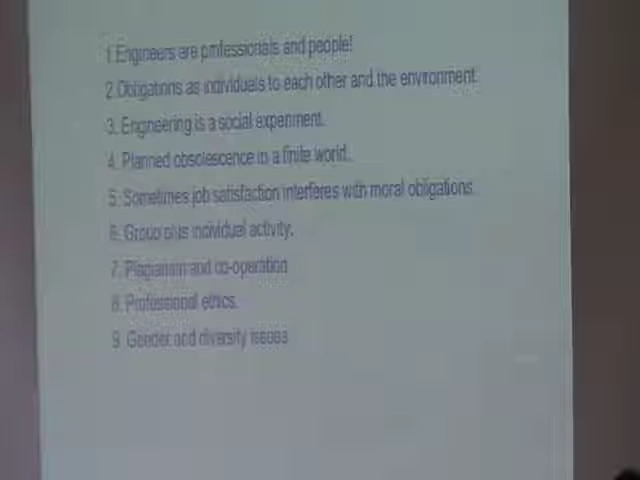 1.Engineers are professionals and people!
2.Obligations as individuals to each other and the environment.
3. Engineering is a social experiment.
4. Planned obsolescence in a finite world.
5. Sometimes job satisfaction interferes with moral obligations.
6. Group plus individual activity.
7. Plagiarism and co-operation
8. Professional ethics.
9. Gender and diversity issues